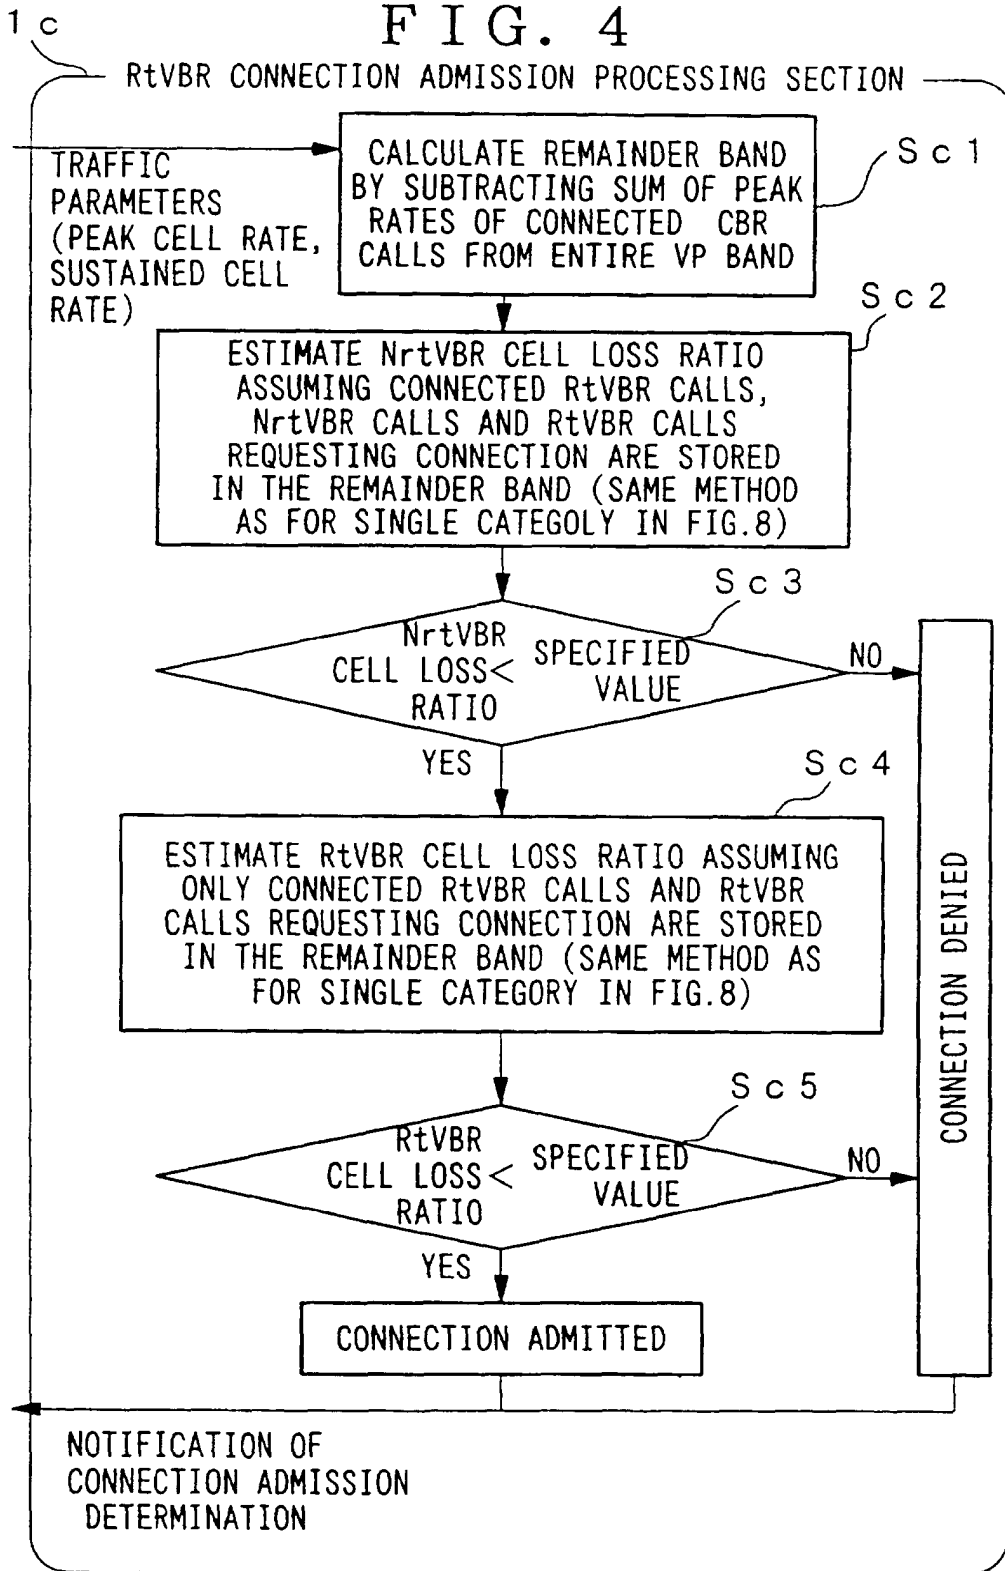 1c
FIG. 4
RtVBR CONNECTION ADMISSION PROCESSING SECTION
TRAFFIC
PARAMETERS
(PEAK CELL RATE,
SUSTAINED CELL
RATE)
CALCULATE REMAINDER BAND
BY SUBTRACTING SUM OF PEAK
RATES OF CONNECTED CBR
CALLS FROM ENTIRE VP BAND
Sc1
Sc2
ESTIMATE NrtVBR CELL LOSS RATIO
ASSUMING CONNECTED RtVBR CALLS,
NrtVBR CALLS AND RtVBR CALLS
REQUESTING CONNECTION ARE STORED
IN THE REMAINDER BAND (SAME METHOD
AS FOR SINGLE CATEGOLY IN FIG.8)
Sc3
NrtVBR
CELL LOSS<
RATIO
SPECIFIED
VALUE
NO
YES
Sc4
ESTIMATE RtVBR CELL LOSS RATIO ASSUMING
ONLY CONNECTED RtVBR CALLS AND RtVBR
CALLS REQUESTING CONNECTION ARE STORED
IN THE REMAINDER BAND (SAME METHOD AS
FOR SINGLE CATEGORY IN FIG.8)
CONNECTION DENIED
Sc5
RtVBR
CELL LOSS<
RATIO
SPECIFIED
VALUE
NO
YES
CONNECTION ADMITTED
NOTIFICATION OF
CONNECTION ADMISSION
DETERMINATION